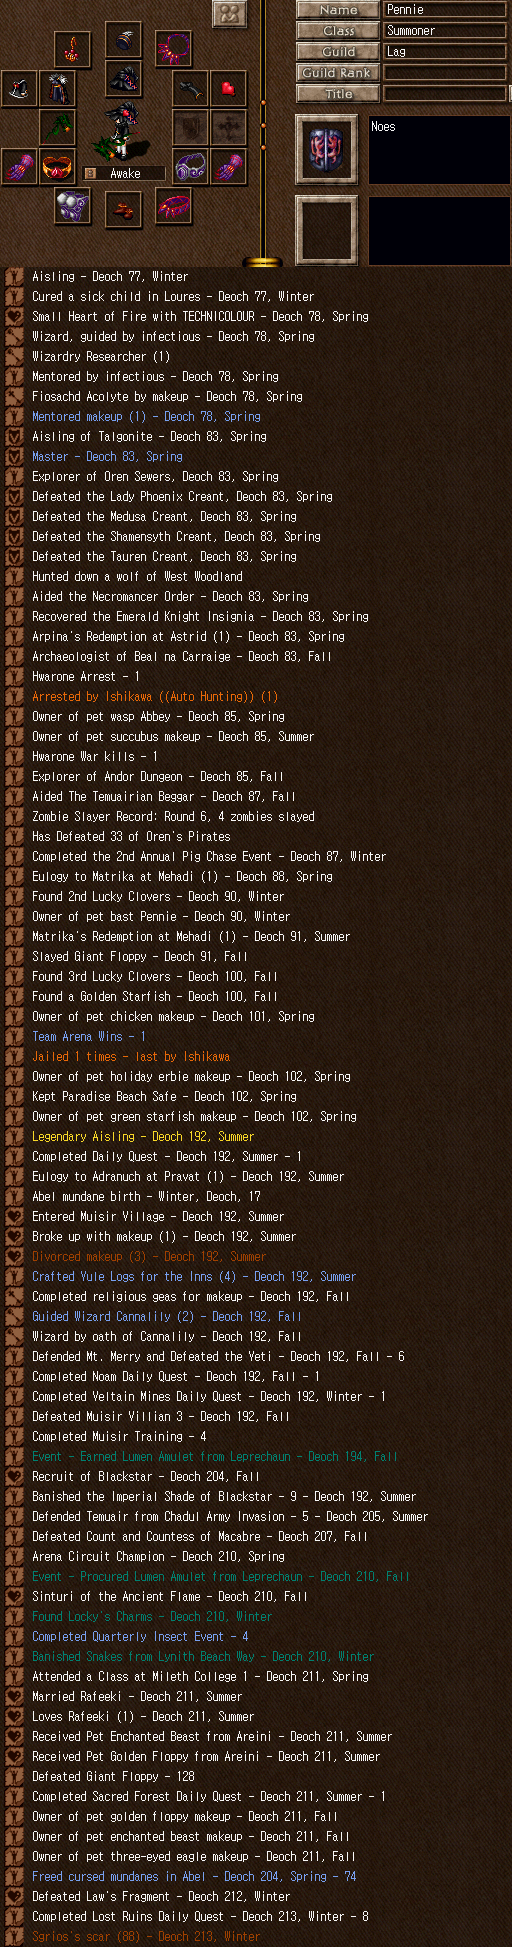 Name
Pennie
Class
Summoner
Guild
Lag
Guild Rank
Title
Noes
Awake
Aisling - Deoch 77, Winter
Cured a sick child in Loures - Deoch 77, Winter
Small Heart of Fire with TECHNICOLOUR - Deoch 78, Spring
Wizard, guided by infectious - Deoch 78, Spring
Wizardry Researcher (1)
Mentored by infectious - Deoch 78, Spring
Fiosachd Acolyte by makeup - Deoch 78, Spring
Mentored makeup (1) - Deoch 78, Spring
Aisling of Talgonite - Deoch 83, Spring
Master - Deoch 83, Spring
Explorer of Oren Sewers, Deoch 83, Spring
Defeated the Lady Phoenix Creant, Deoch 83, Spring
Defeated the Medusa Creant, Deoch 83, Spring
Defeated the Shamensyth Creant, Deoch 83, Spring
Defeated the Tauren Creant, Deoch 83, Spring
Hunted down a wolf of West Woodland
Aided the Necromancer Order - Deoch 83, Spring
Recovered the Emerald Knight Insignia - Deoch 83, Spring
Arpina's Redemption at Astrid (1) - Deoch 83, Spring
Archaeologist of Beal na Carraige - Deoch 83, Fall
Hwarone Arrest - 1
Arrested by Ishikawa ((Auto Hunting)) (1)
Owner of pet wasp Abbey - Deoch 85, Spring
Owner of pet succubus makeup - Deoch 85, Summer
Hwarone War kills - 1
Explorer of Andor Dungeon - Deoch 85, Fall
Aided The Temuairian Beggar - Deoch 87, Fall
Zombie Slayer Record: Round 6, 4 zombies slayed
Has Defeated 33 of Oren's Pirates
Completed the 2nd Annual Pig Chase Event - Deoch 87, Winter
Eulogy to Matrika at Mehadi (1) - Deoch 88, Spring
Found 2nd Lucky Clovers - Deoch 90, Winter
Owner of pet bast Pennie - Deoch 90, Winter
Matrika's Redemption at Mehadi (1) - Deoch 91, Summer
Slayed Giant Floppy - Deoch 91, Fall
Found 3rd Lucky Clovers - Deoch 100, Fall
Found a Golden Starfish - Deoch 100, Fall
Owner of pet chicken makeup - Deoch 101, Spring
Team Arena Wins - 1
Jailed 1 times - last by Ishikawa
Owner of pet holiday erbie makeup - Deoch 102, Spring
Kept Paradise Beach Safe - Deoch 102, Spring
Owner of pet green starfish makeup - Deoch 102, Spring
Legendary Aisling - Deoch 192, Summer
Completed Daily Quest - Deoch 192, Summer - 1
Eulogy to Adranuch at Pravat (1) - Deoch 192, Summer
Abel mundane birth - Winter, Deoch, 17
Entered Muisir Village - Deoch 192, Summer
Broke up with makeup (1) - Deoch 192, Summer
Divorced makeup (3) - Deoch 192, Summer
Crafted Yule Logs for the Inns (4) - Deoch 192, Summer
Completed religious geas for makeup - Deoch 192, Fall
Guided Wizard Cannalily (2) - Deoch 192, Fall
Wizard by oath of Cannalily - Deoch 192, Fall
Defended Mt. Merry and Defeated the Yeti - Deoch 192, Fall - 6
Completed Noam Daily Quest - Deoch 192, Fall - 1
Completed Veltain Mines Daily Quest - Deoch 192, Winter - 1
Defeated Muisir Villian 3 - Deoch 192, Fall
Completed Muisir Training - 4
Event - Earned Lumen Amulet from Leprechaun - Deoch 194, Fall
Recruit of Blackstar - Deoch 204, Fall
Banished the Imperial Shade of Blackstar - 9 - Deoch 192, Summer
Defended Temuair from Chadul Army Invasion - 5 - Deoch 205, Summer
Defeated Count and Countess of Macabre - Deoch 207, Fall
Arena Circuit Champion - Deoch 210, Spring
Event - Procured Lumen Amulet from Leprechaun - Deoch 210, Fall
Sinturi of the Ancient Flame - Deoch 210, Fall
Found Locky's Charms - Deoch 210, Winter
Completed Quarterly Insect Event - 4
Banished Snakes from Lynith Beach Way - Deoch 210, Winter
Attended a Class at Mileth College 1 - Deoch 211, Spring
Married Rafeeki - Deoch 211, Summer
Loves Rafeeki (1) - Deoch 211, Summer
Received Pet Enchanted Beast from Areini - Deoch 211, Summer
Received Pet Golden Floppy from Areini - Deoch 211, Summer
Defeated Giant Floppy - 128
Completed Sacred Forest Daily Quest - Deoch 211, Summer - 1
Owner of pet golden floppy makeup - Deoch 211, Fall
Owner of pet enchanted beast makeup - Deoch 211, Fall
Owner of pet three-eyed eagle makeup - Deoch 211, Fall
Freed cursed mundanes in Abel - Deoch 204, Spring - 74
Defeated Law's Fragment - Deoch 212, Winter
Completed Lost Ruins Daily Quest - Deoch 213, Winter - 8
Sgrios's scar (88) - Deoch 213, Winter